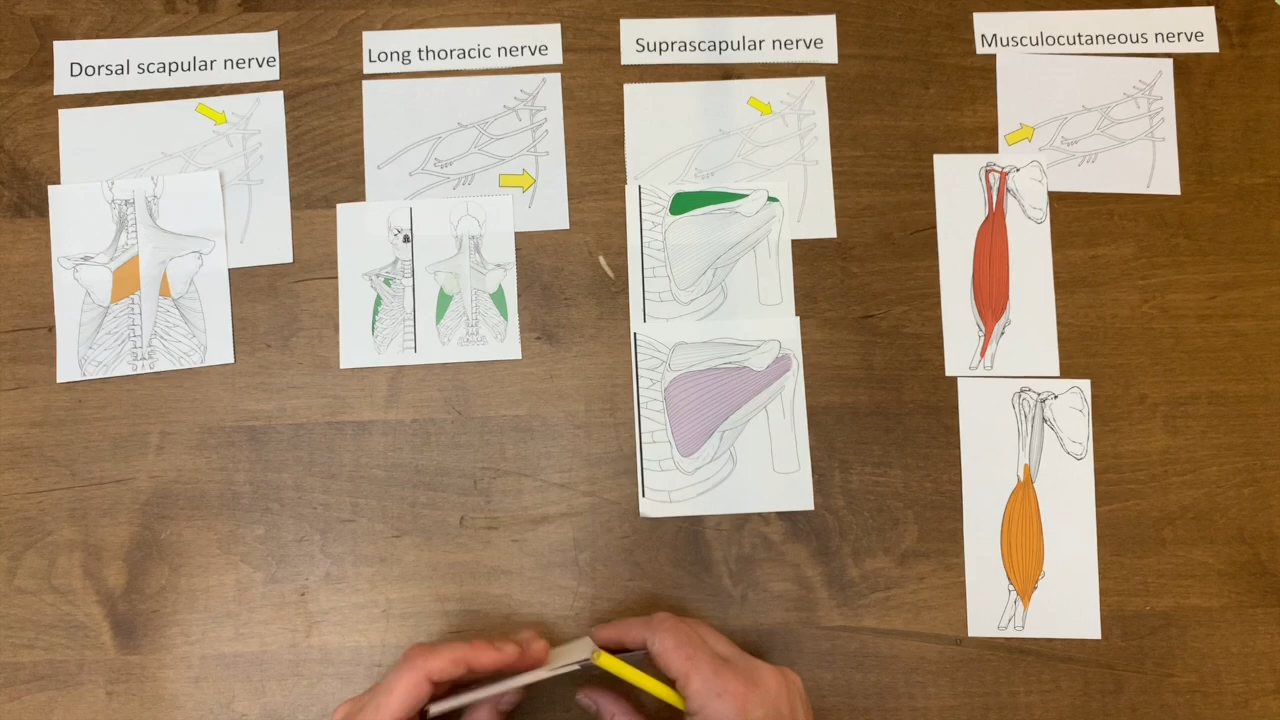 Dorsal scapular nerve
Long thoracic nerve
Suprascapular nerve
Musculocutaneous nerve